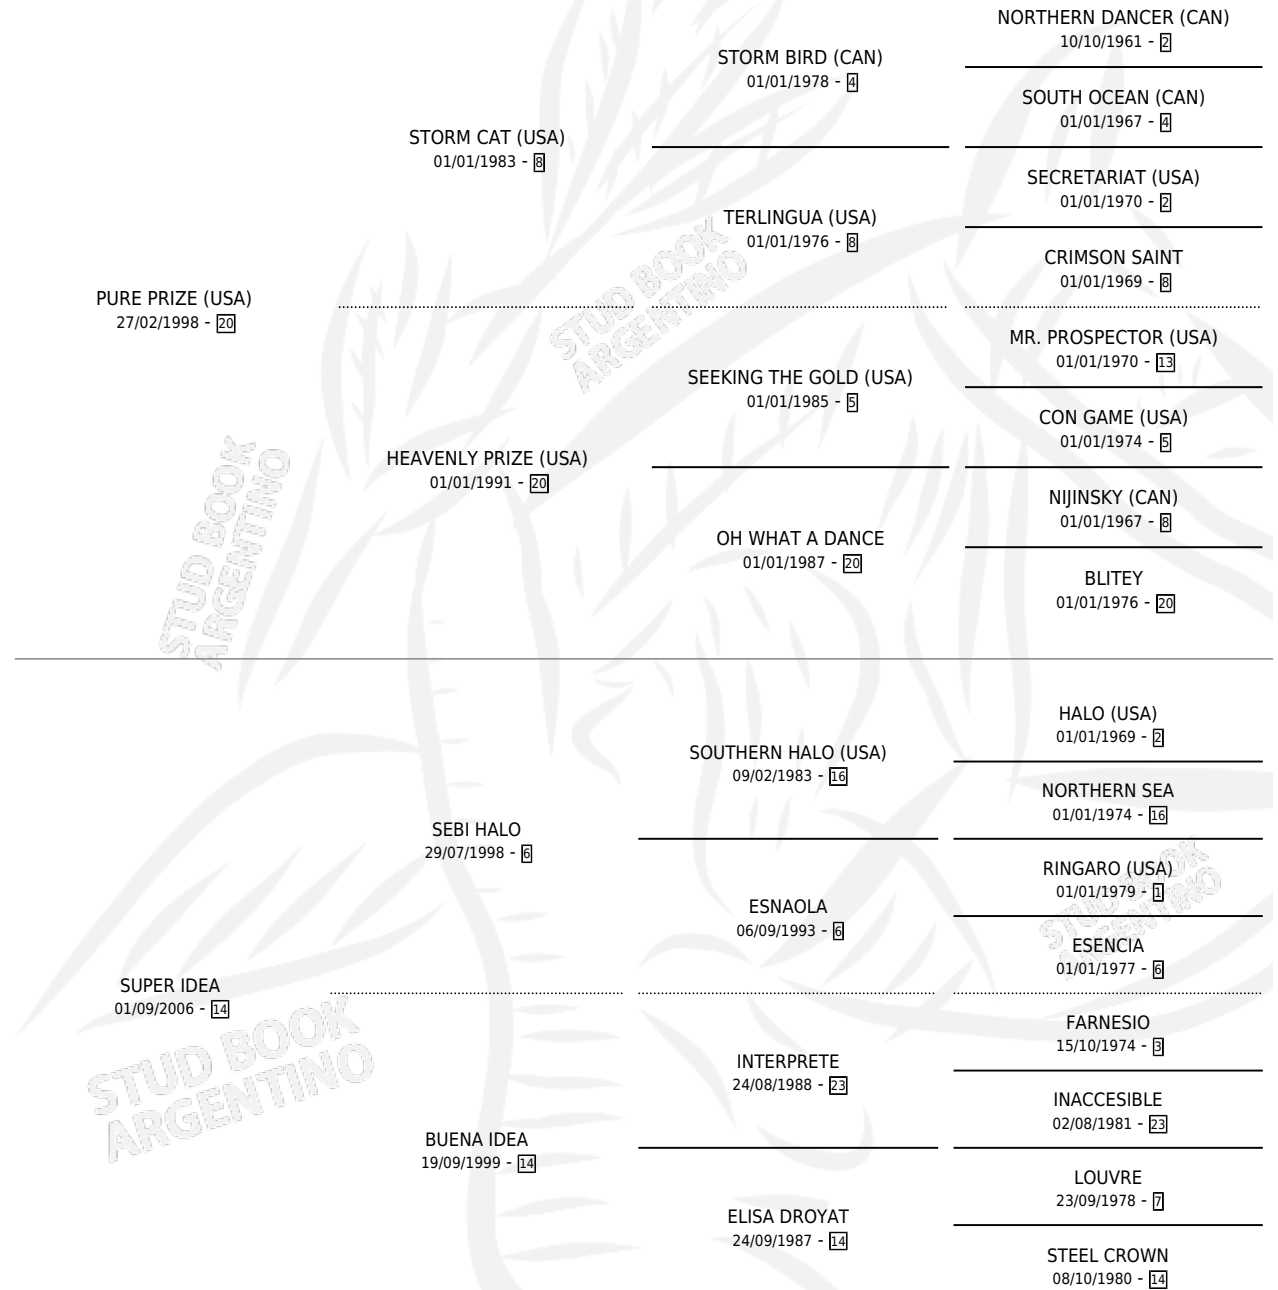 NORTHERN DANCER (CAN)
10/10/1961 - 2
STORM BIRD (CAN)
01/01/1978 - 4
SOUTH OCEAN (CAN)
01/01/1967 - 4
STORM CAT (USA)
01/01/1983 - 8
SECRETARIAT (USA)
01/01/1970 - 2
TERLINGUA (USA)
01/01/1976 - 8
CRIMSON SAINT
01/01/1969 - 8
PURE PRIZE (USA)
27/02/1998 - 20
MR. PROSPECTOR (USA)
01/01/1970 - 13
SEEKING THE GOLD (USA)
01/01/1985 - 5
CON GAME (USA)
01/01/1974 - 5
HEAVENLY PRIZE (USA)
01/01/1991 - 20
NIJINSKY (CAN)
01/01/1967 - 8
OH WHAT A DANCE
01/01/1987 - 20
BLITEY
01/01/1976 - 20
HALO (USA)
01/01/1969 - 2
SOUTHERN HALO (USA)
09/02/1983 - 16
NORTHERN SEA
01/01/1974 - 16
SEBI HALO
29/07/1998 - 6
RINGARO (USA)
01/01/1979 - 1
ESNAOLA
06/09/1993 - 6
ESENCIA
01/01/1977 - 6
SUPER IDEA
01/09/2006 - 14
FARNESIO
15/10/1974 - 3
INTERPRETE
24/08/1988 - 23
INACCESIBLE
02/08/1981 - 23
BUENA IDEA
19/09/1999 - 14
LOUVRE
23/09/1978 - 7
ELISA DROYAT
24/09/1987 - 14
STEEL CROWN
08/10/1980 - 14
STUD BOOK
ARGENTINO
STUD BOOK
ARGENTINO
STUD BOOK
ARGENTINO
STUD BOOK
ARGENTINO